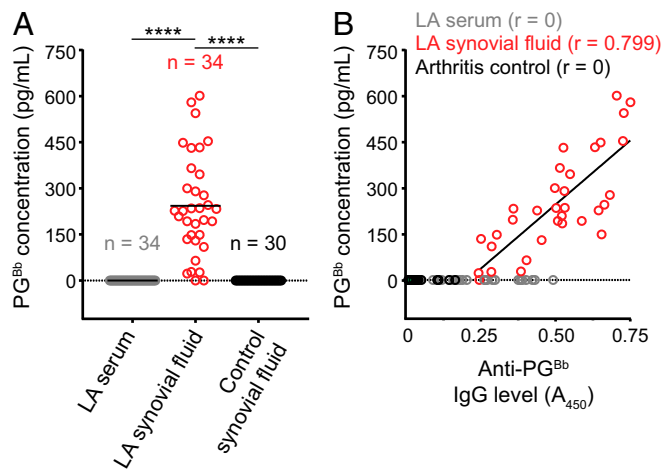 A
**** ****
n = 34
750
600
450
300
150
0
PG^Bb concentration (pg/mL)
n = 34
n = 30
LA serum
LA synovial fluid
Control
synovial fluid
B
LA serum (r = 0)
LA synovial fluid (r = 0.799)
Arthritis control (r = 0)
750
600
450
300
150
0
PG^Bb concentration (pg/mL)
0 0.25 0.50 0.75
Anti-PG^Bb
IgG level (A_450)